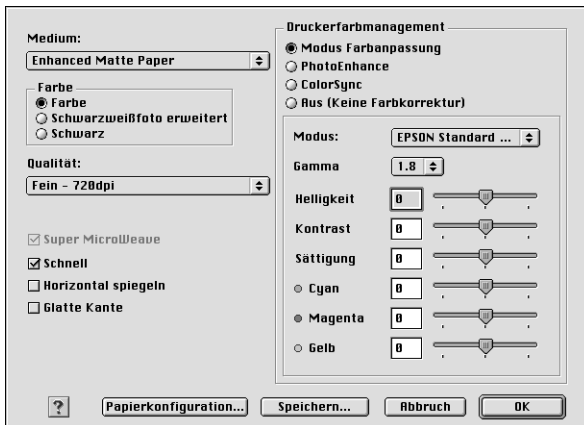 Medium:
Enhanced Matte Paper
Farbe
Farbe
Schwarzweißfoto erweitert
Schwarz
Qualität:
Fein - 720dpi
Super MicroWeave
Schnell
Horizontal spiegeln
Glatte Kante
Druckerfarbmanagement
Modus Farbanpassung
PhotoEnhance
ColorSync
Aus (Keine Farbkorrektur)
Modus: EPSON Standard ...
Gamma 1.8
Helligkeit 0
Kontrast 0
Sättigung 0
Cyan 0
Magenta 0
Gelb 0
? Papierkonfiguration... Speichern... Abbruch OK